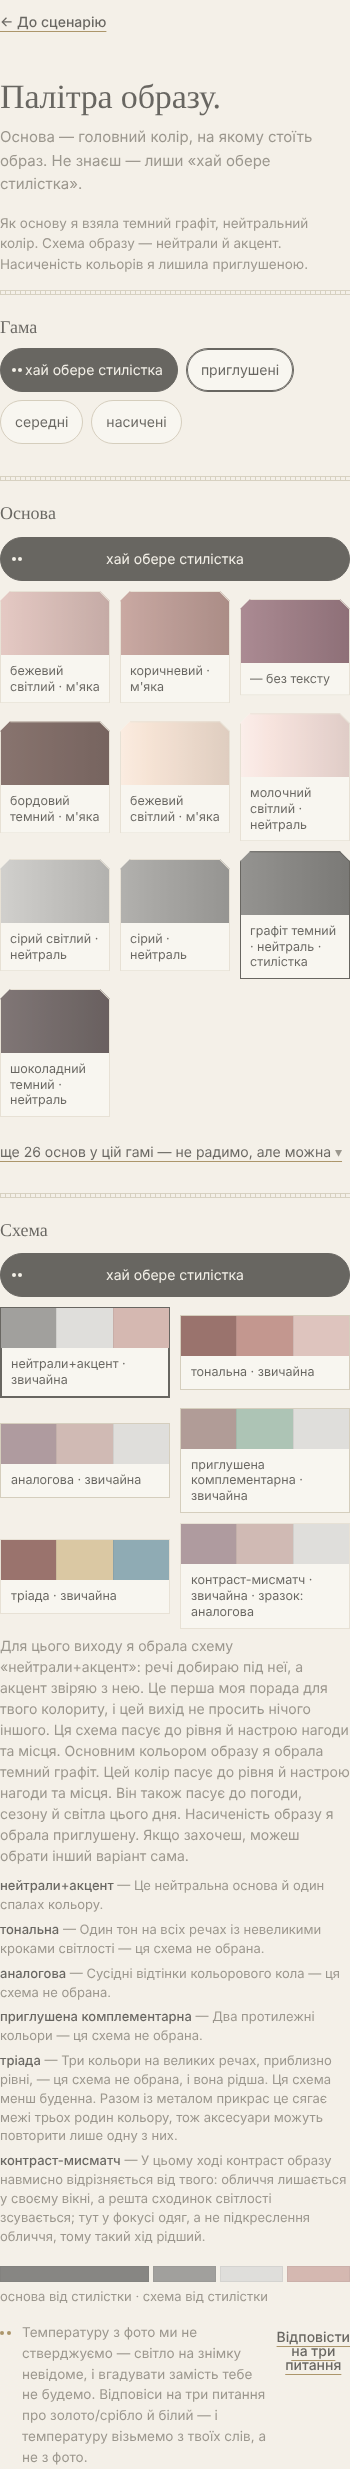 ← До сценарію
Палітра образу.
Основа — головний колір, на якому стоїть
образ. Не знаєш — лиши «хай обере
стилістка».
Як основу я взяла темний графіт, нейтральний
колір. Схема образу — нейтрали й акцент.
Насиченість кольорів я лишила приглушеною.
Гама
хай обере стилістка
приглушені
середні
насичені
Основа
хай обере стилістка
бежевий
світлий · м'яка
коричневий ·
м'яка
— без тексту
бордовий
темний · м'яка
бежевий
світлий · м'яка
молочний
світлий ·
нейтраль
сірий світлий ·
нейтраль
сірий ·
нейтраль
графіт темний
· нейтраль ·
стилістка
шоколадний
темний ·
нейтраль
ще 26 основ у цій гамі — не радимо, але можна ▾
Схема
хай обере стилістка
нейтрали+акцент ·
звичайна
тональна · звичайна
аналогова · звичайна
приглушена
комплементарна ·
звичайна
тріада · звичайна
контраст-мисматч ·
звичайна · зразок:
аналогова
Для цього виходу я обрала схему
«нейтрали+акцент»: речі добираю під неї, а
акцент звіряю з нею. Це перша моя порада для
твого колориту, і цей вихід не просить нічого
іншого. Ця схема пасує до рівня й настрою нагоди
та місця. Основним кольором образу я обрала
темний графіт. Цей колір пасує до рівня й настрою
нагоди та місця. Він також пасує до погоди,
сезону й світла цього дня. Насиченість образу я
обрала приглушену. Якщо захочеш, можеш
обрати інший варіант сама.
нейтрали+акцент — Це нейтральна основа й один
спалах кольору.
тональна — Один тон на всіх речах із невеликими
кроками світлості — ця схема не обрана.
аналогова — Сусідні відтінки кольорового кола — ця
схема не обрана.
приглушена комплементарна — Два протилежні
кольори — ця схема не обрана.
тріада — Три кольори на великих речах, приблизно
рівні, — ця схема не обрана, і вона рідша. Ця схема
менш буденна. Разом із металом прикрас це сягає
межі трьох родин кольору, тож аксесуари можуть
повторити лише одну з них.
контраст-мисматч — У цьому ході контраст образу
навмисно відрізняється від твого: обличчя лишається
у своєму вікні, а решта сходинок світлості
зсувається; тут у фокусі одяг, а не підкреслення
обличчя, тому такий хід рідший.
основа від стилістки · схема від стилістки
Температуру з фото ми не
стверджуємо — світло на знімку
невідоме, і вгадувати замість тебе
не будемо. Відповіси на три питання
про золото/срібло й білий — і
температуру візьмемо з твоїх слів, а
не з фото.
Відповісти
на три
питання